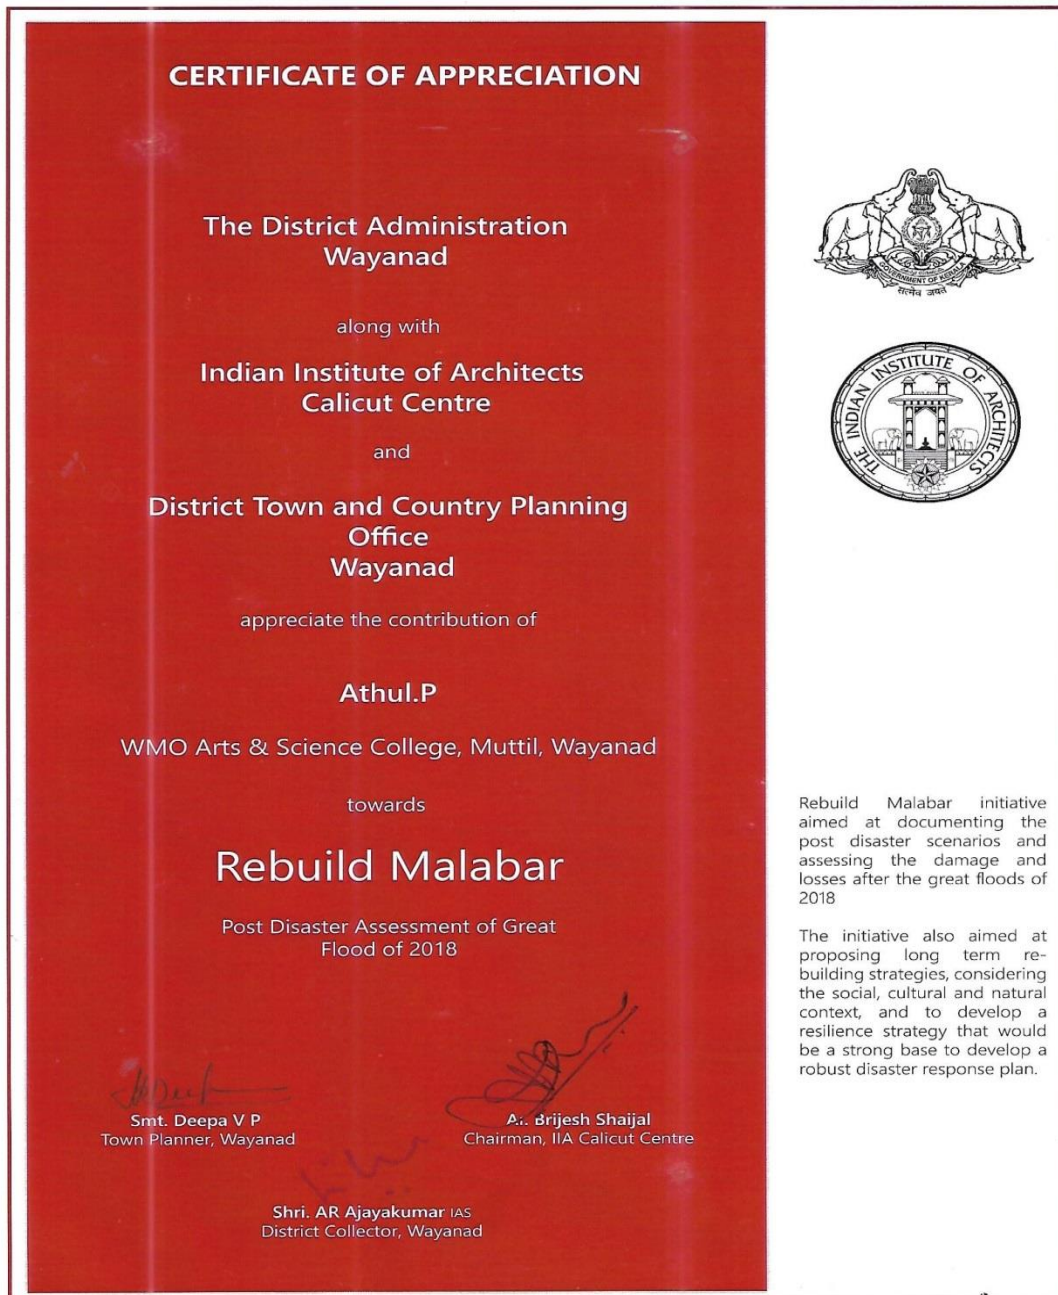 CERTIFICATE OF APPRECIATION
The District Administration
Wayanad
along with
Indian Institute of Architects
Calicut Centre
and
District Town and Country Planning
Office
Wayanad
appreciate the contribution of
Athul.P
WMO Arts & Science College, Muttil, Wayanad
towards
Rebuild Malabar
Post Disaster Assessment of Great
Flood of 2018
Smt. Deepa V P
Town Planner, Wayanad
Ar. Brijesh Shaijal
Chairman, IIA Calicut Centre
Shri. AR Ajayakumar IAS
District Collector, Wayanad
GOVERNMENT OF KERALA
सत्यमेव जयते
THE INDIAN INSTITUTE OF ARCHITECTS
Rebuild Malabar initiative
aimed at documenting the
post disaster scenarios and
assessing the damage and
losses after the great floods of
2018
The initiative also aimed at
proposing long term re-
building strategies, considering
the social, cultural and natural
context, and to develop a
resilience strategy that would
be a strong base to develop a
robust disaster response plan.